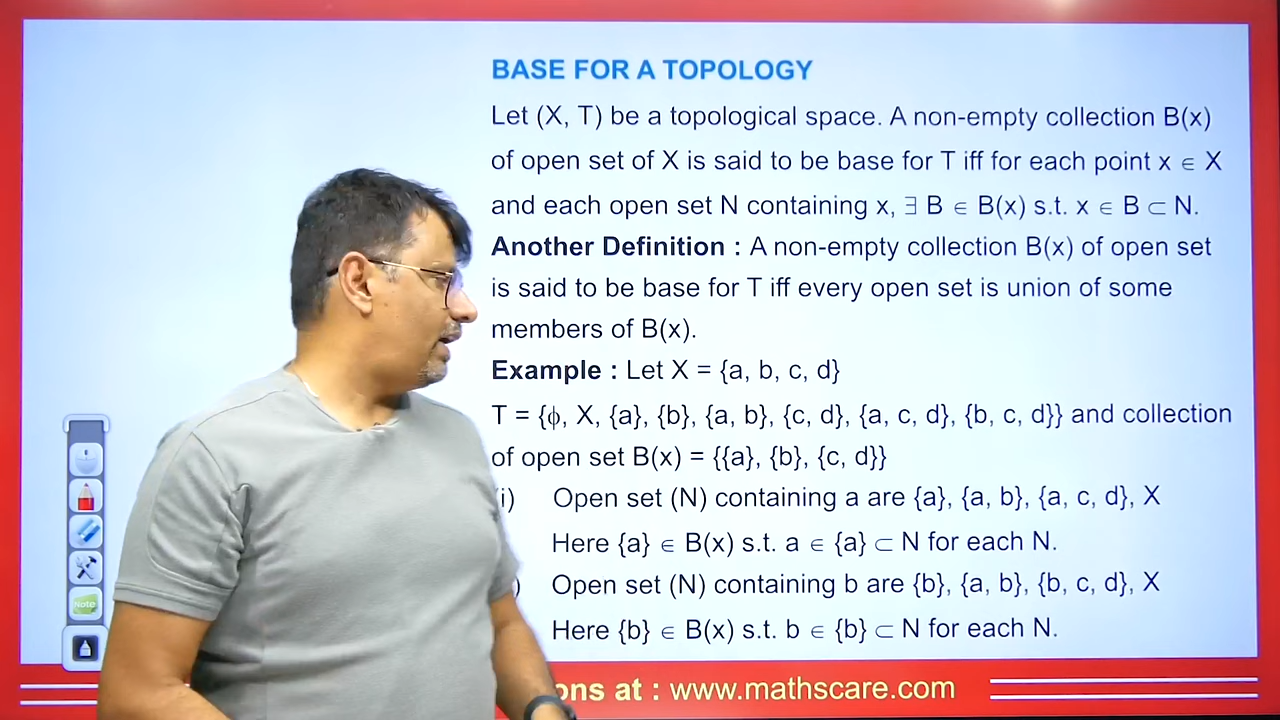 BASE FOR A TOPOLOGY
Let (X, T) be a topological space. A non-empty collection B(x)
of open set of X is said to be base for T iff for each point x ∈ X
and each open set N containing x, ∃ B ∈ B(x) s.t. x ∈ B ⊂ N.
Another Definition : A non-empty collection B(x) of open set
is said to be base for T iff every open set is union of some
members of B(x).
Example : Let X = {a, b, c, d}
T = {ϕ, X, {a}, {b}, {a, b}, {c, d}, {a, c, d}, {b, c, d}} and collection
of open set B(x) = {{a}, {b}, {c, d}}
i) Open set (N) containing a are {a}, {a, b}, {a, c, d}, X
Here {a} ∈ B(x) s.t. a ∈ {a} ⊂ N for each N.
) Open set (N) containing b are {b}, {a, b}, {b, c, d}, X
Here {b} ∈ B(x) s.t. b ∈ {b} ⊂ N for each N.
Note
ons at : www.mathscare.com